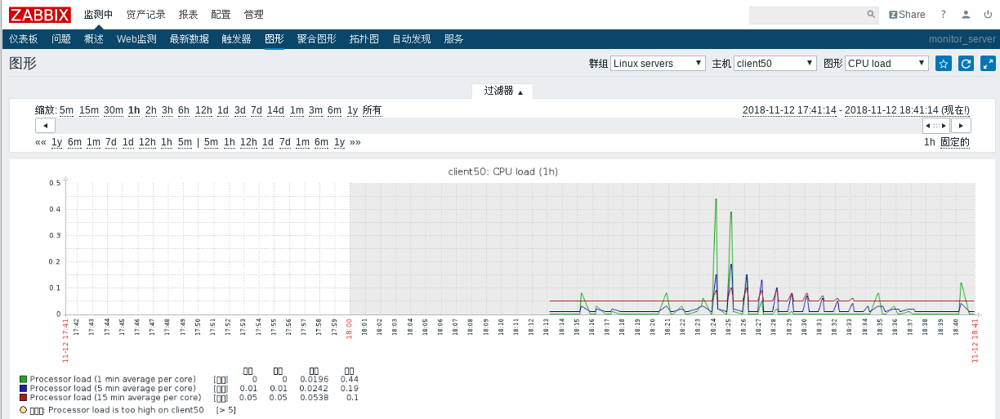 ZABBIX 监测中 资产记录 报表 配置 管理 Z Share ?
仪表板 问题 概述 Web监测 最新数据 触发器 图形 聚合图形 拓扑图 自动发现 服务 monitor_server
图形 群组 Linux servers 主机 client50 图形 CPU load
过滤器 ▲
缩放: 5m 15m 30m 1h 2h 3h 6h 12h 1d 3d 7d 14d 1m 3m 6m 1y 所有 2018-11-12 17:41:14 - 2018-11-12 18:41:14 (现在!)
«« 1y 6m 1m 7d 1d 12h 1h 5m | 5m 1h 12h 1d 7d 1m 6m 1y »» 1h 固定的
client50: CPU load (1h)
0.5
0.4
0.3
0.2
0.1
0
11-12 17:41 17:42 17:43 17:44 17:45 17:46 17:47 17:48 17:49 17:50 17:51 17:52 17:53 17:54 17:55 17:56 17:57 17:58 17:59 18:00 18:01 18:02 18:03 18:04 18:05 18:06 18:07 18:08 18:09 18:10 18:11 18:12 18:13 18:14 18:15 18:16 18:17 18:18 18:19 18:20 18:21 18:22 18:23 18:24 18:25 18:26 18:27 18:28 18:29 18:30 18:31 18:32 18:33 18:34 18:35 18:36 18:37 18:38 18:39 18:40 11-12 18:41
Processor load (1 min average per core) [□□] 0 0 0.0196 0.44
Processor load (5 min average per core) [□□] 0.01 0.01 0.0242 0.19
Processor load (15 min average per core) [□□] 0.05 0.05 0.0538 0.1
□□□: Processor load is too high on client50 [> 5]